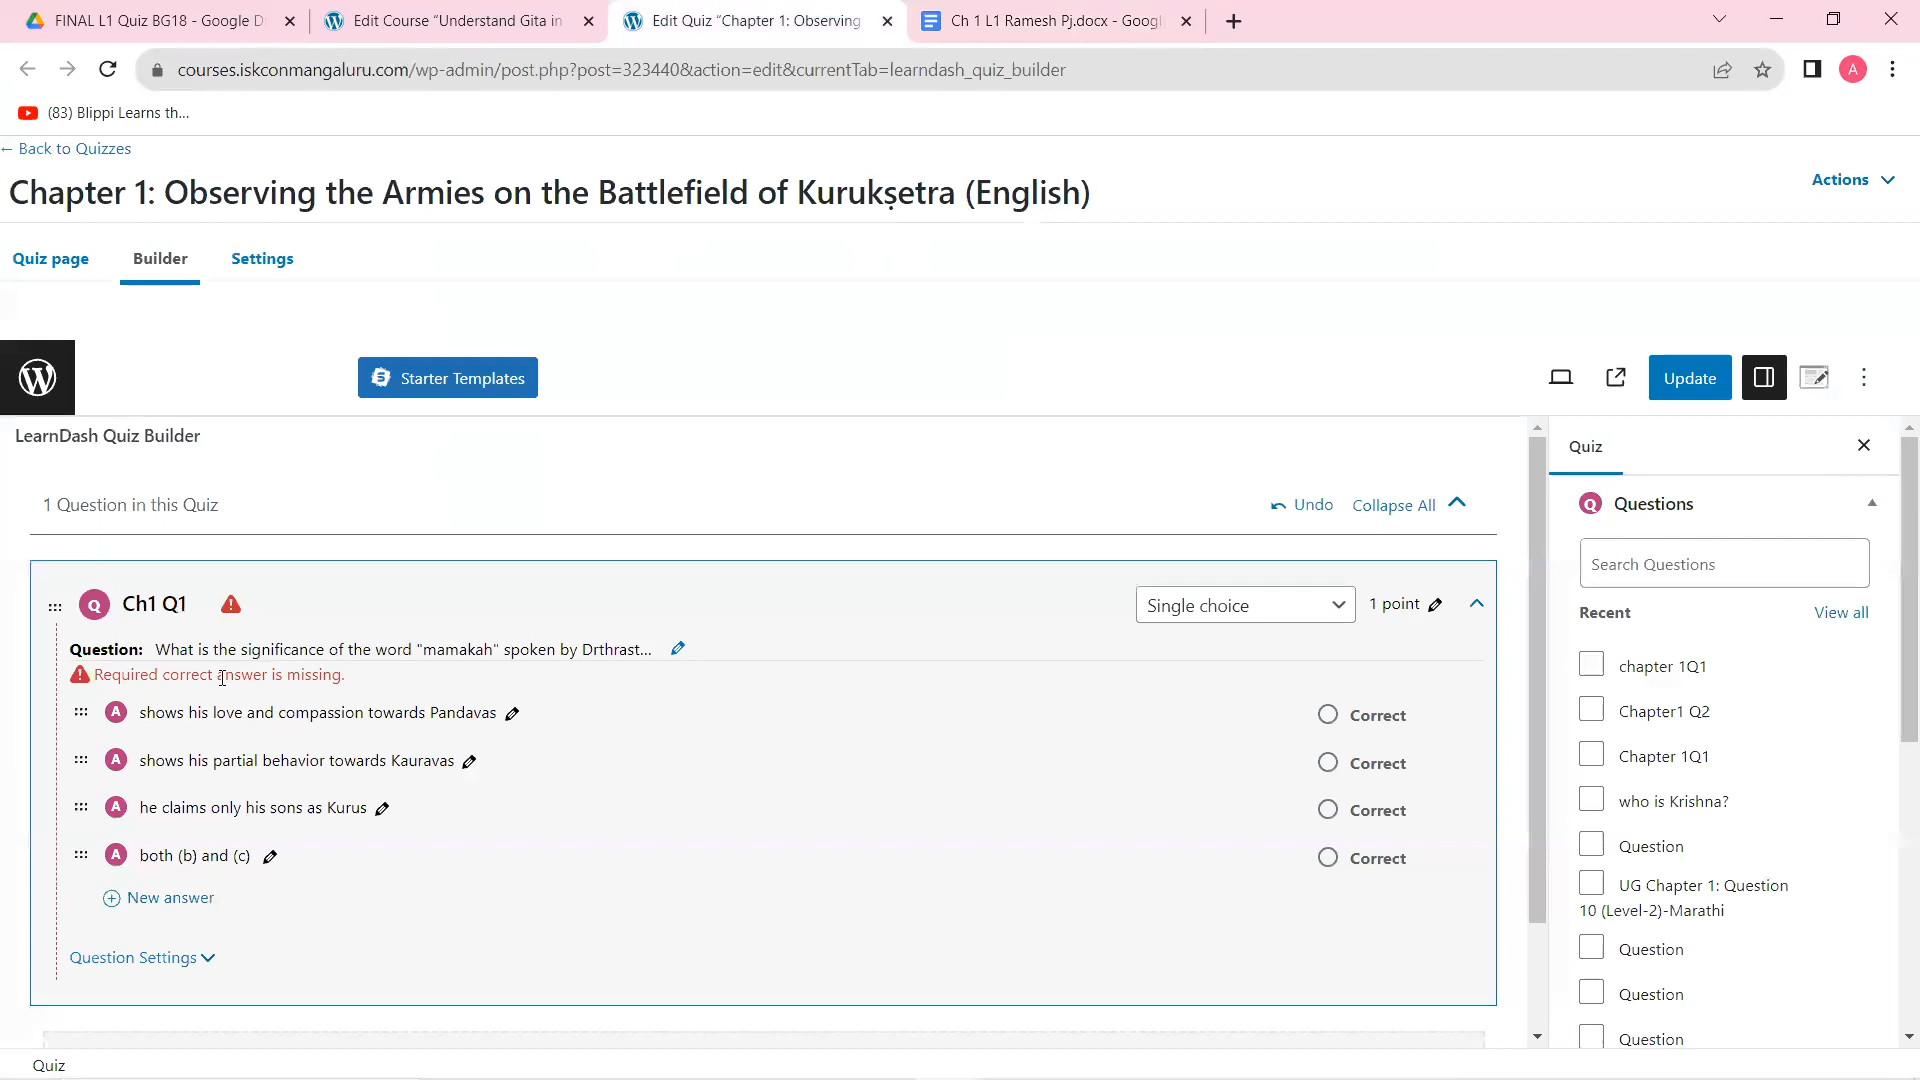 FINAL L1 Quiz BG18 - Google D
Edit Course "Understand Gita in
Edit Quiz "Chapter 1: Observing
Ch 1 L1 Ramesh Pj.docx - Googl
courses.iskconmangaluru.com/wp-admin/post.php?post=323440&action=edit&currentTab=learndash_quiz_builder
A
(83) Blippi Learns th...
← Back to Quizzes
Chapter 1: Observing the Armies on the Battlefield of Kurukṣetra (English)
Actions
Quiz page
Builder
Settings
Starter Templates
Update
LearnDash Quiz Builder
1 Question in this Quiz
Undo
Collapse All
Q Ch1 Q1
Single choice
1 point
Question: What is the significance of the word "mamakah" spoken by Drthrast...
Required correct answer is missing.
A shows his love and compassion towards Pandavas
Correct
A shows his partial behavior towards Kauravas
Correct
A he claims only his sons as Kurus
Correct
A both (b) and (c)
Correct
New answer
Question Settings
Quiz
Q Questions
Search Questions
Recent
View all
chapter 1Q1
Chapter1 Q2
Chapter 1Q1
who is Krishna?
Question
UG Chapter 1: Question
10 (Level-2)-Marathi
Question
Question
Question
Quiz